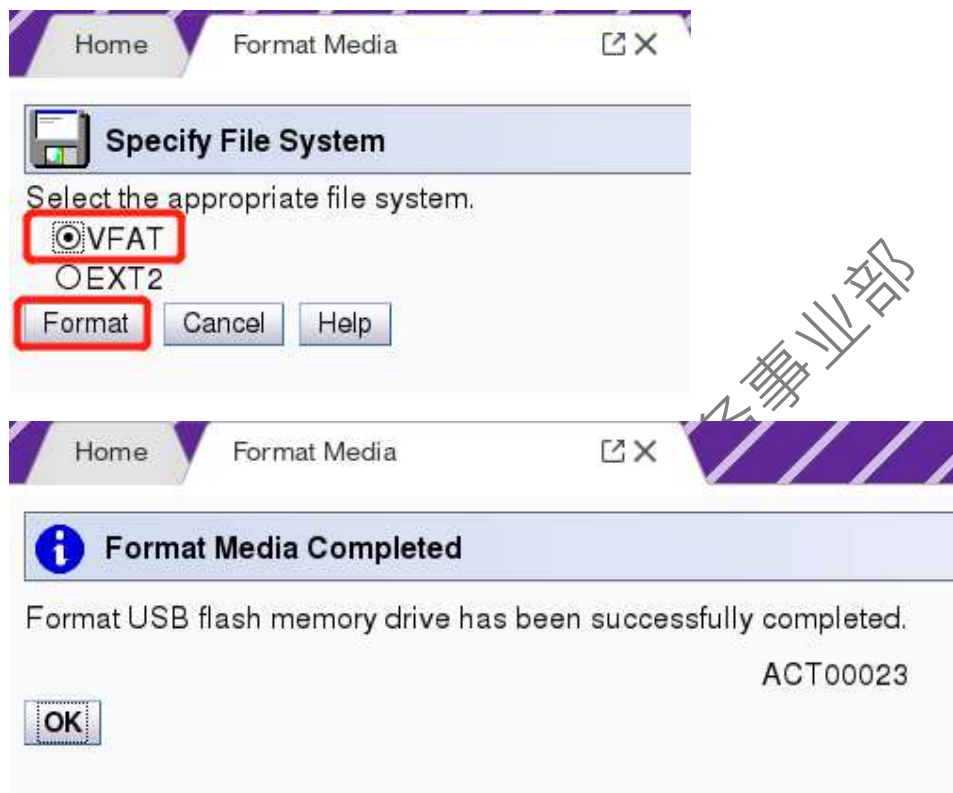 Home Format Media
Specify File System
Select the appropriate file system.
VFAT
EXT2
Format Cancel Help
事业部
Home Format Media
Format Media Completed
Format USB flash memory drive has been successfully completed.
ACT00023
OK